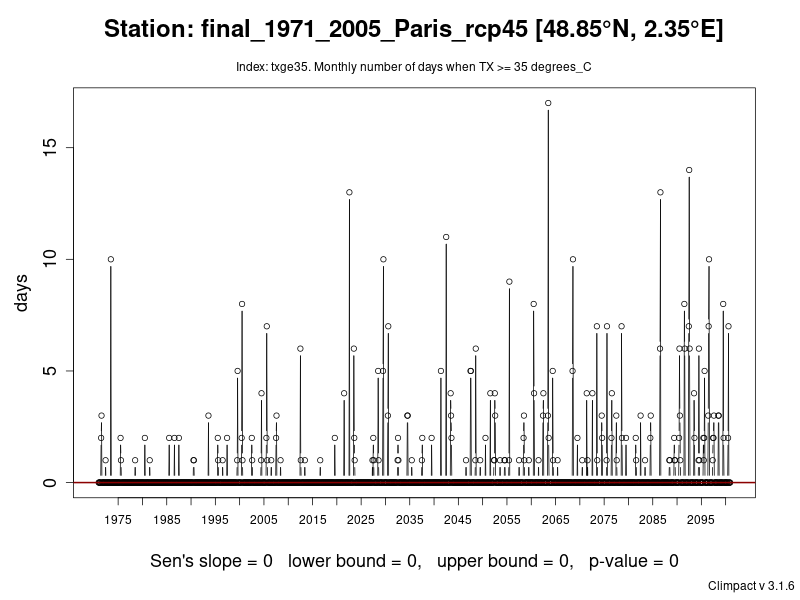 Station: final_1971_2005_Paris_rcp45 [48.85°N, 2.35°E]
Index: txge35. Monthly number of days when TX >= 35 degrees_C
days
15
10
5
0
1975 1985 1995 2005 2015 2025 2035 2045 2055 2065 2075 2085 2095
Sen's slope = 0 lower bound = 0, upper bound = 0, p-value = 0
Climpact v 3.1.6